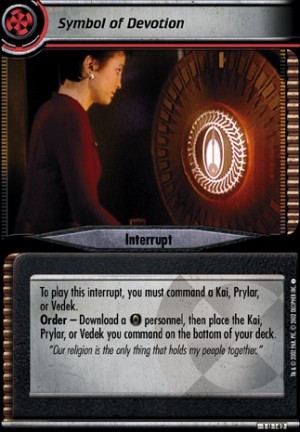 Symbol of Devotion
Interrupt
To play this interrupt, you must command a Kai, Prylar,
or Vedek.
Order – Download a personnel, then place the Kai,
Prylar, or Vedek you command on the bottom of your deck.
"Our religion is the only thing that holds my people together."
1 U 142